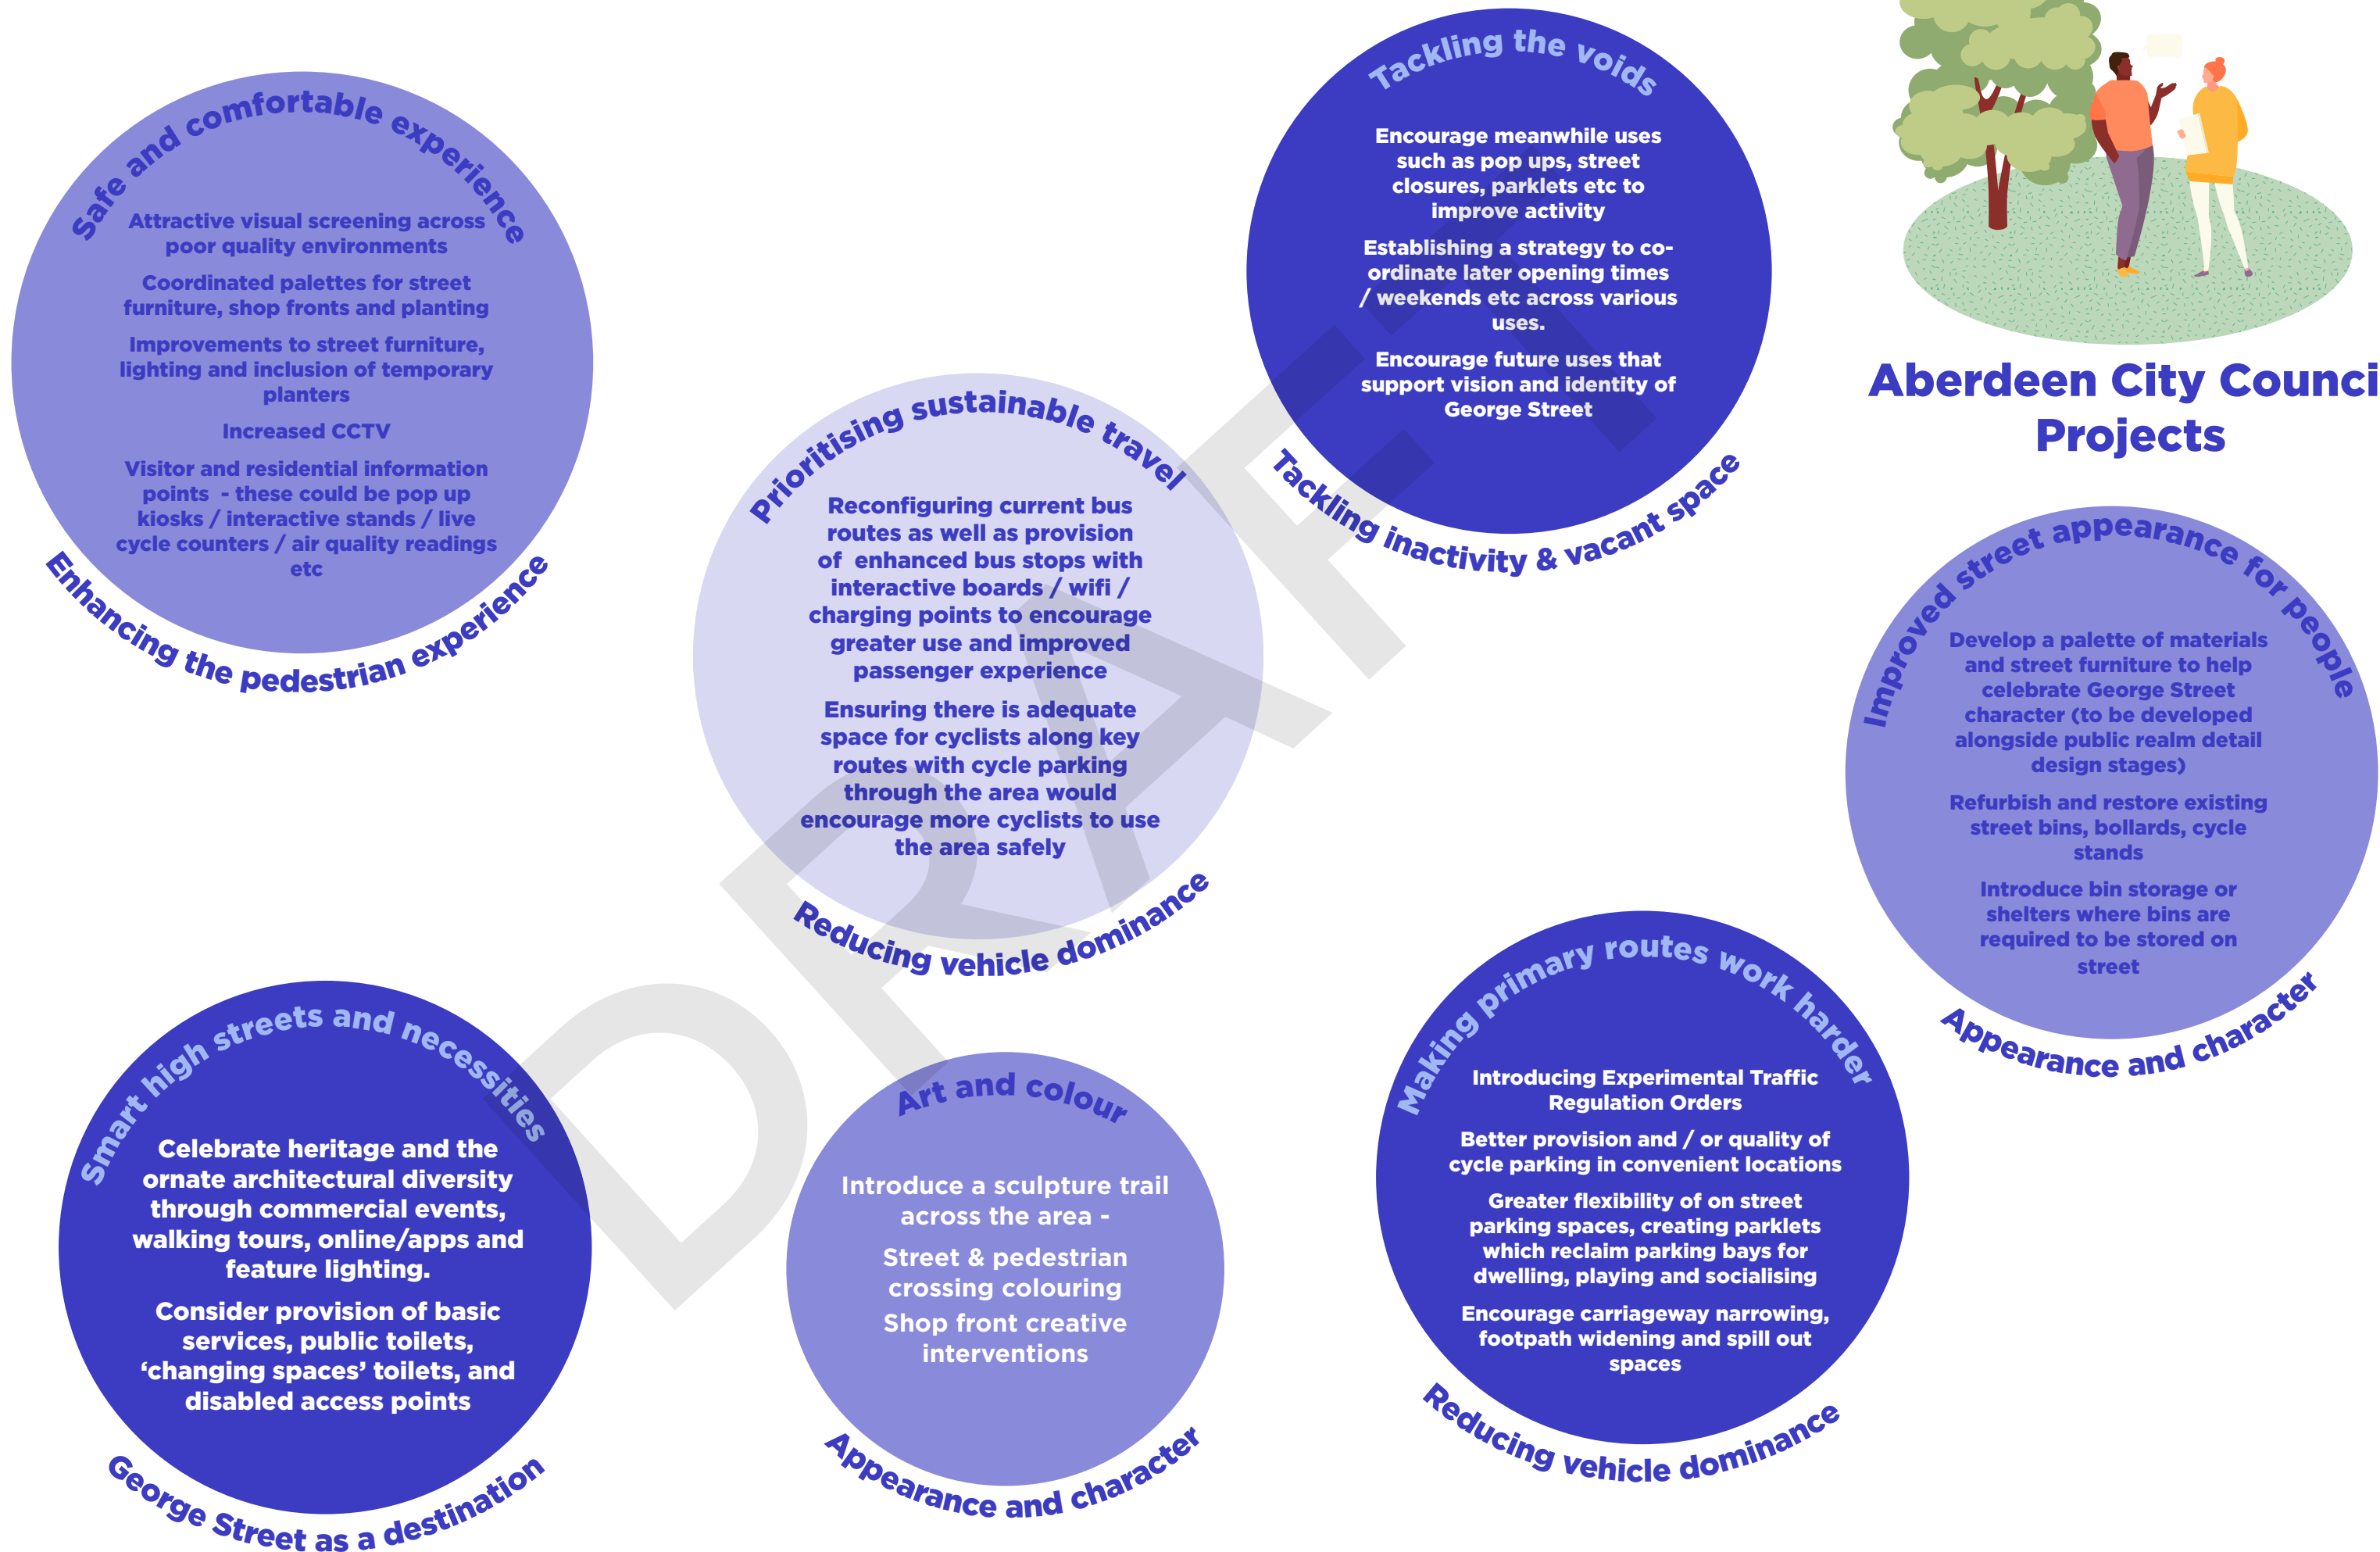 Safe and comfortable experience
Attractive visual screening across
poor quality environments
Coordinated palettes for street
furniture, shop fronts and planting
Improvements to street furniture,
lighting and inclusion of temporary
planters
Increased CCTV
Visitor and residential information
points - these could be pop up
kiosks / interactive stands / live
cycle counters / air quality readings
etc
Enhancing the pedestrian experience
Prioritising sustainable travel
Reconfiguring current bus
routes as well as provision
of enhanced bus stops with
interactive boards / wifi /
charging points to encourage
greater use and improved
passenger experience
Ensuring there is adequate
space for cyclists along key
routes with cycle parking
through the area would
encourage more cyclists to use
the area safely
Reducing vehicle dominance
Tackling the voids
Encourage meanwhile uses
such as pop ups, street
closures, parklets etc to
improve activity
Establishing a strategy to co-
ordinate later opening times
/ weekends etc across various
uses.
Encourage future uses that
support vision and identity of
George Street
Tackling inactivity & vacant space
Aberdeen City Counci
Projects
Improved street appearance for people
Develop a palette of materials
and street furniture to help
celebrate George Street
character (to be developed
alongside public realm detail
design stages)
Refurbish and restore existing
street bins, bollards, cycle
stands
Introduce bin storage or
shelters where bins are
required to be stored on
street
Appearance and character
Smart high streets and necessities
Celebrate heritage and the
ornate architectural diversity
through commercial events,
walking tours, online/apps and
feature lighting.
Consider provision of basic
services, public toilets,
‘changing spaces’ toilets, and
disabled access points
George Street as a destination
Art and colour
Introduce a sculpture trail
across the area -
Street & pedestrian
crossing colouring
Shop front creative
interventions
Appearance and character
Making primary routes work harder
Introducing Experimental Traffic
Regulation Orders
Better provision and / or quality of
cycle parking in convenient locations
Greater flexibility of on street
parking spaces, creating parklets
which reclaim parking bays for
dwelling, playing and socialising
Encourage carriageway narrowing,
footpath widening and spill out
spaces
Reducing vehicle dominance
DRAFT